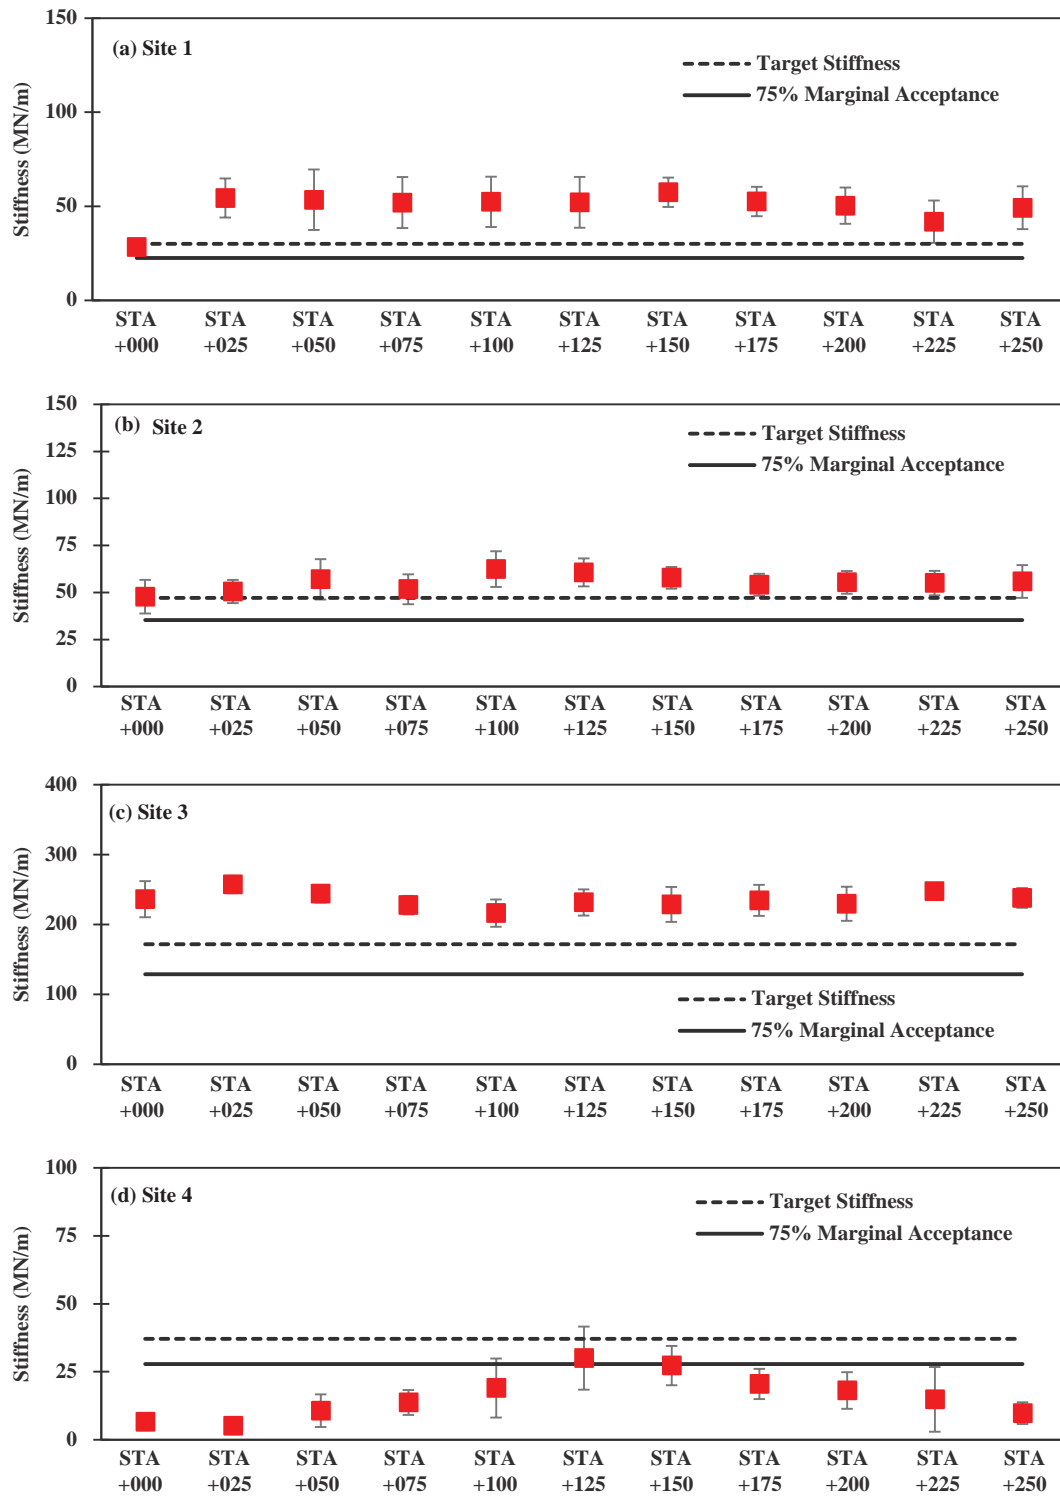 150
(a) Site 1
Target Stiffness
75% Marginal Acceptance
100
50
0
Stiffness (MN/m)
STA STA STA STA STA STA STA STA STA STA STA
+000 +025 +050 +075 +100 +125 +150 +175 +200 +225 +250
150
(b) Site 2
Target Stiffness
75% Marginal Acceptance
125
100
75
50
25
0
Stiffness (MN/m)
STA STA STA STA STA STA STA STA STA STA STA
+000 +025 +050 +075 +100 +125 +150 +175 +200 +225 +250
400
(c) Site 3
300
200
100
Target Stiffness
75% Marginal Acceptance
0
Stiffness (MN/m)
STA STA STA STA STA STA STA STA STA STA STA
+000 +025 +050 +075 +100 +125 +150 +175 +200 +225 +250
100
(d) Site 4
Target Stiffness
75% Marginal Acceptance
75
50
25
0
Stiffness (MN/m)
STA STA STA STA STA STA STA STA STA STA STA
+000 +025 +050 +075 +100 +125 +150 +175 +200 +225 +250